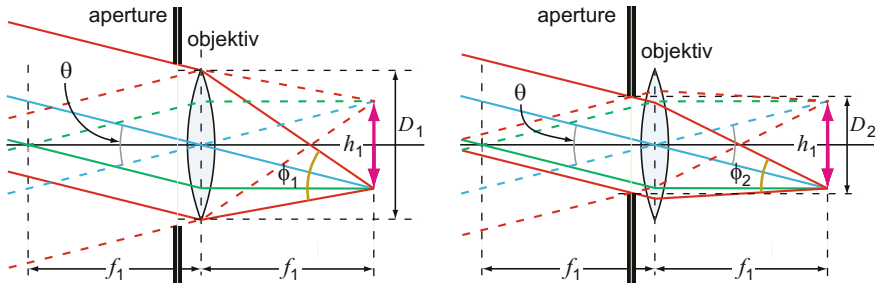 aperture
objektiv
θ
h₁
D₁
ϕ₁
f₁
f₁
aperture
objektiv
θ
h₁
D₂
ϕ₂
f₁
f₁